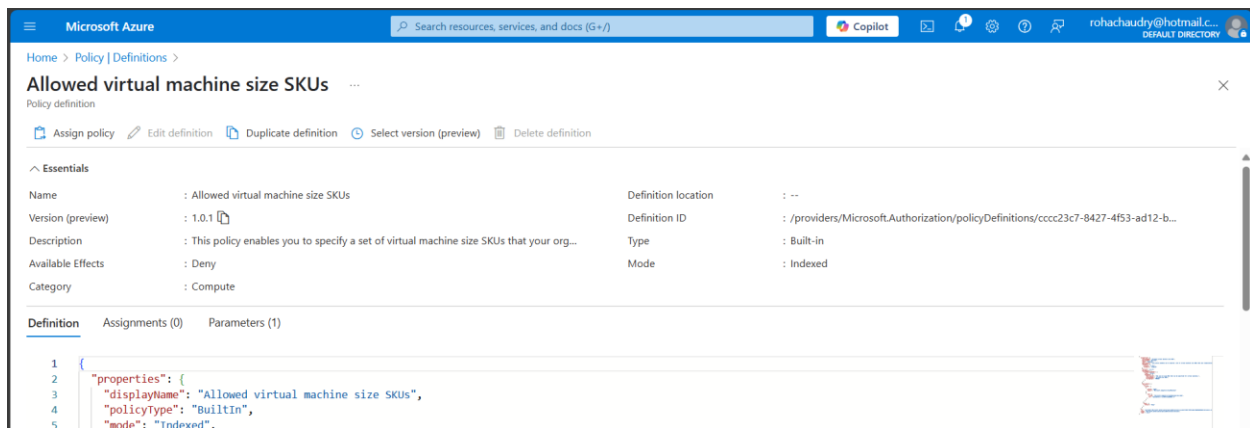 Microsoft Azure
Search resources, services, and docs (G+/)
Copilot
rohachaudry@hotmail.c...
DEFAULT DIRECTORY
Home > Policy | Definitions >
Allowed virtual machine size SKUs ...
Policy definition
Assign policy Edit definition Duplicate definition Select version (preview) Delete definition
Essentials
Name : Allowed virtual machine size SKUs
Version (preview) : 1.0.1
Description : This policy enables you to specify a set of virtual machine size SKUs that your org...
Available Effects : Deny
Category : Compute
Definition location : --
Definition ID : /providers/Microsoft.Authorization/policyDefinitions/cccc23c7-8427-4f53-ad12-b...
Type : Built-in
Mode : Indexed
Definition Assignments (0) Parameters (1)
1 {
2 "properties": {
3 "displayName": "Allowed virtual machine size SKUs",
4 "policyType": "BuiltIn",
5 "mode": "Indexed",